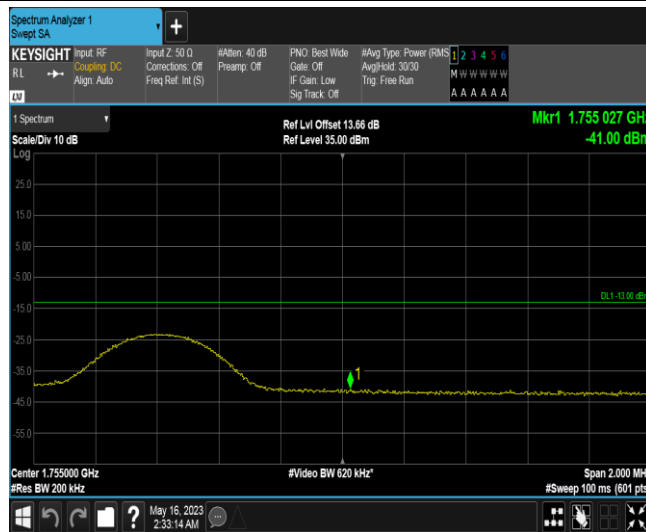 Spectrum Analyzer 1
Swept SA
+
KEYSIGHT
RL
LXI
Input: RF
Coupling: DC
Align: Auto
Input Z: 50 Ω
Corrections: Off
Freq Ref: Int (S)
#Atten: 40 dB
Preamp: Off
PNO: Best Wide
Gate: Off
IF Gain: Low
Sig Track: Off
#Avg Type: Power (RMS
Avg|Hold: 30/30
Trig: Free Run
1 2 3 4 5 6
M W W W W W
A A A A A A
1 Spectrum
Scale/Div 10 dB
Log
Ref Lvl Offset 13.66 dB
Ref Level 35.00 dBm
Mkr1 1.755 027 GHz
-41.00 dBm
25.0
15.0
5.00
-5.00
-15.0
-25.0
-35.0
-45.0
-55.0
DL1 -13.00 dBm
1
Center 1.755000 GHz
#Res BW 200 kHz
#Video BW 620 kHz*
Span 2.000 MH
#Sweep 100 ms (601 pts
?
May 16, 2023
2:33:14 AM